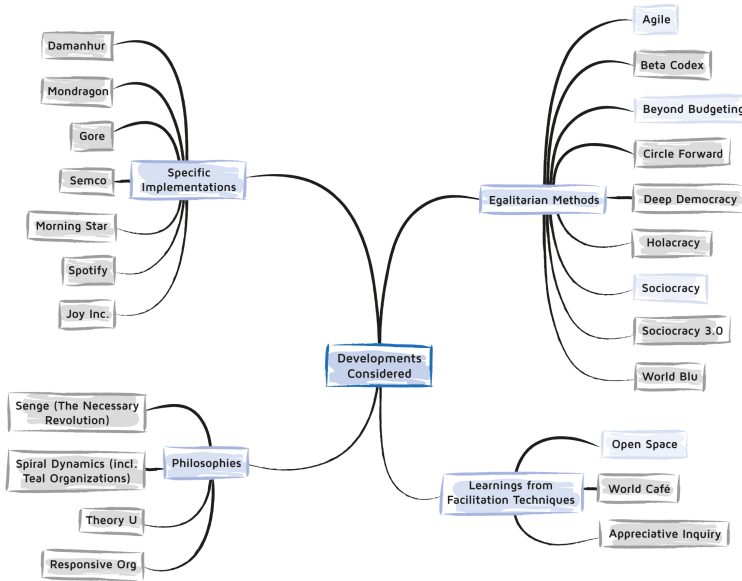 Damanhur
Mondragon
Gore
Semco
Morning Star
Spotify
Joy Inc.
Specific
Implementations
Agile
Beta Codex
Beyond Budgeting
Circle Forward
Deep Democracy
Holacracy
Sociocracy
Sociocracy 3.0
World Blu
Egalitarian Methods
Developments
Considered
Senge (The Necessary
Revolution)
Spiral Dynamics (incl.
Teal Organizations)
Theory U
Responsive Org
Philosophies
Learnings from
Facilitation Techniques
Open Space
World Café
Appreciative Inquiry